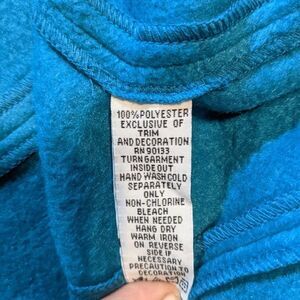 100% POLYESTER
EXCLUSIVE OF
TRIM
AND DECORATION
RN 90133
TURN GARMENT
INSIDE OUT
HAND WASH COLD
SEPARATELY
ONLY
NON-CHLORINE
BLEACH
WHEN NEEDED
HANG DRY
WARM IRON
ON REVERSE
SIDE IF
NECESSARY
PRECAUTION TO
DECORATION